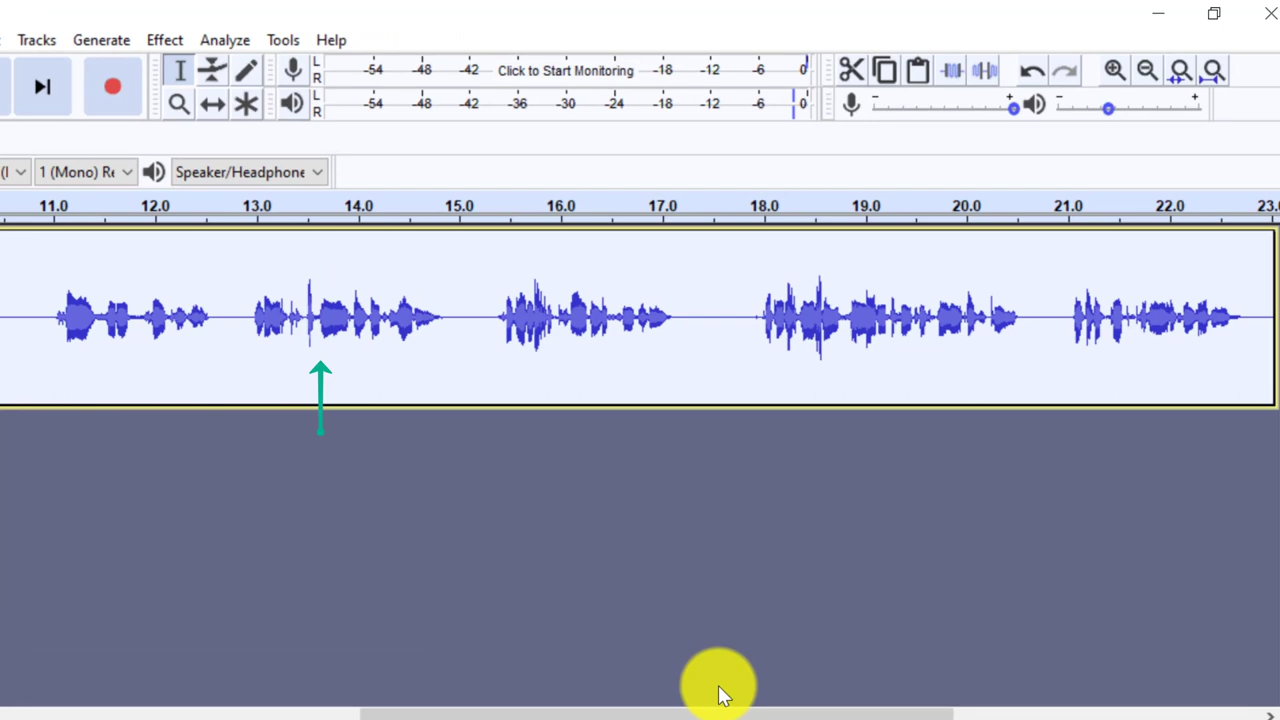 Tracks Generate Effect Analyze Tools Help
L
R
-54 -48 -42 Click to Start Monitoring -18 -12 -6 0
L
R
-54 -48 -42 -36 -30 -24 -18 -12 -6 0
- +
- +
1 (Mono) Re
Speaker/Headphone
11.0 12.0 13.0 14.0 15.0 16.0 17.0 18.0 19.0 20.0 21.0 22.0 23.0